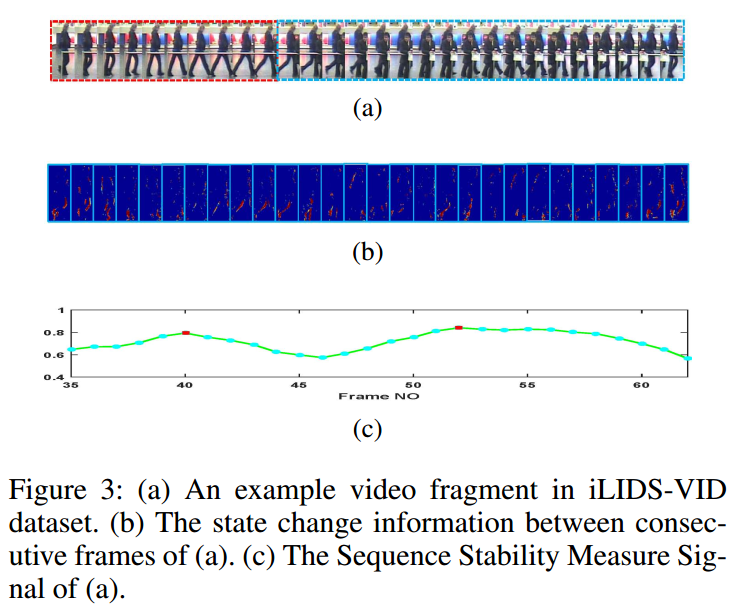 (a)
(b)
1
0.8
0.6
0.4
35 40 45 50 55 60
Frame NO
(c)
Figure 3: (a) An example video fragment in iLIDS-VID
dataset. (b) The state change information between consec-
utive frames of (a). (c) The Sequence Stability Measure Sig-
nal of (a).